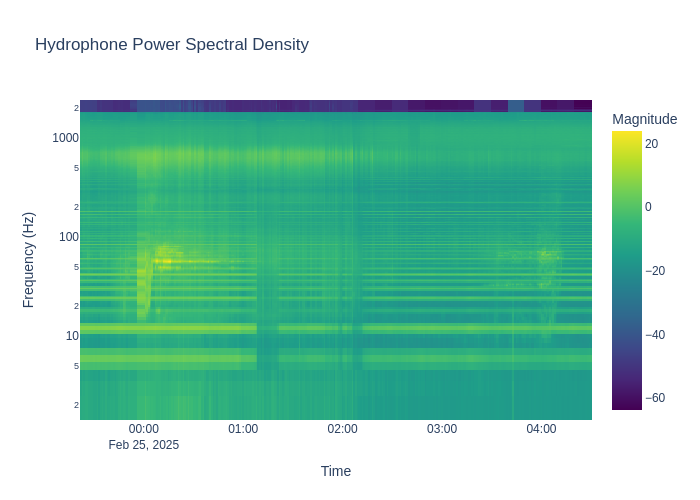 Hydrophone Power Spectral Density
Magnitude
20
0
−20
−40
−60
Frequency (Hz)
2
1000
5
2
100
5
2
10
5
2
00:00 01:00 02:00 03:00 04:00
Feb 25, 2025
Time